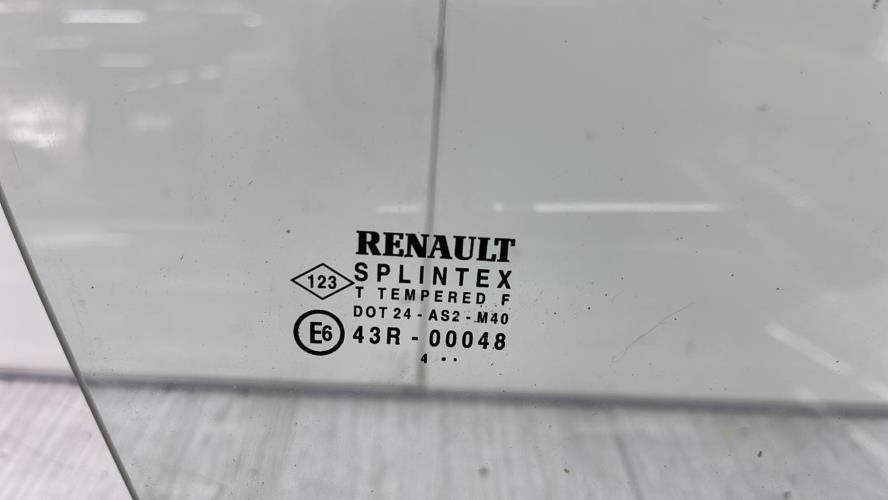 RENAULT
123 SPLINTEX
T TEMPERED F
DOT 24 - AS2 - M40
E6 43R - 00048
4 ..